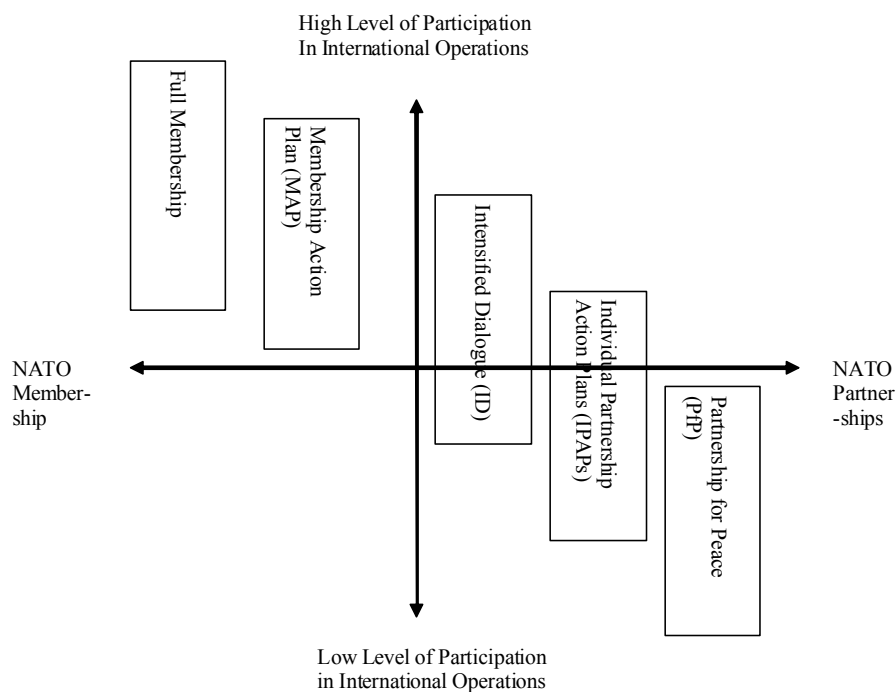 High Level of Participation
In International Operations
Full Membership
Membership Action
Plan (MAP)
Intensified Dialogue (ID)
Individual Partnership
Action Plans (IPAPs)
NATO
Member-
ship
NATO
Partner
-ships
Partnership for Peace
(PfP)
Low Level of Participation
in International Operations